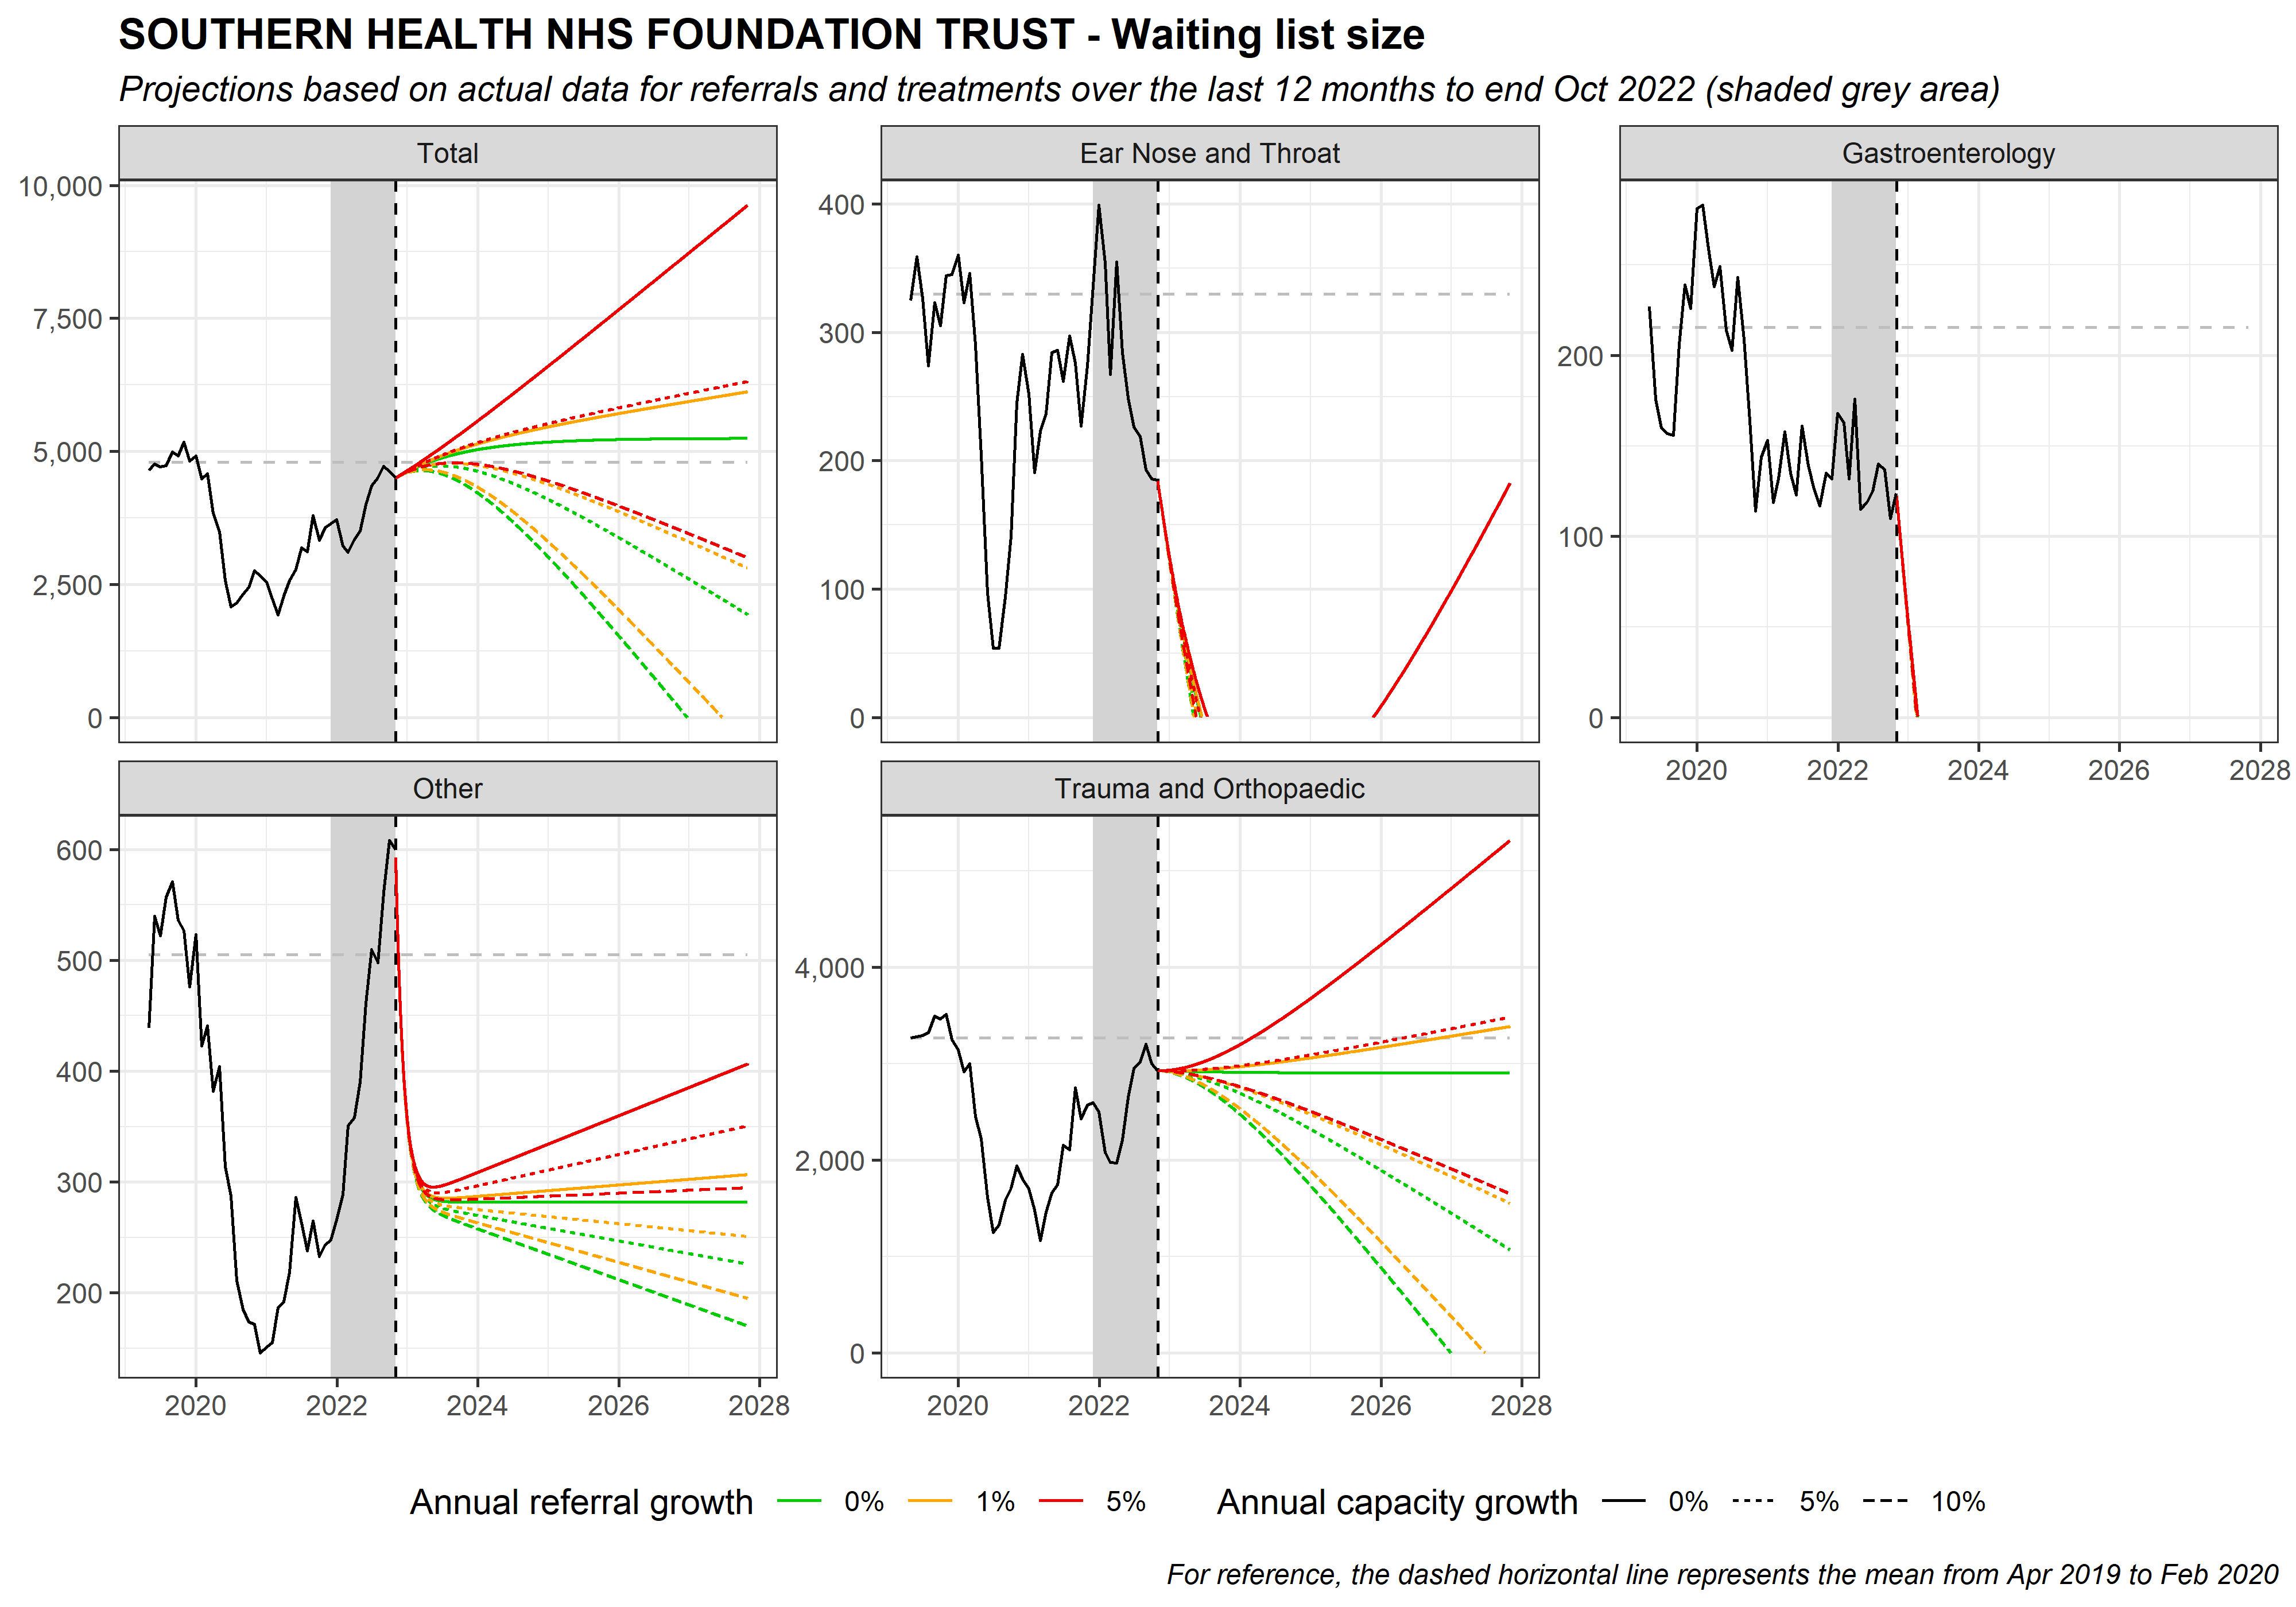 SOUTHERN HEALTH NHS FOUNDATION TRUST - Waiting list size
Projections based on actual data for referrals and treatments over the last 12 months to end Oct 2022 (shaded grey area)
Total
10,000
7,500
5,000
2,500
0
Ear Nose and Throat
400
300
200
100
0
Gastroenterology
200
100
0
2020 2022 2024 2026 2028
Other
600
500
400
300
200
2020 2022 2024 2026 2028
Trauma and Orthopaedic
4,000
2,000
0
2020 2022 2024 2026 2028
Annual referral growth 0% 1% 5% Annual capacity growth 0% 5% 10%
For reference, the dashed horizontal line represents the mean from Apr 2019 to Feb 2020